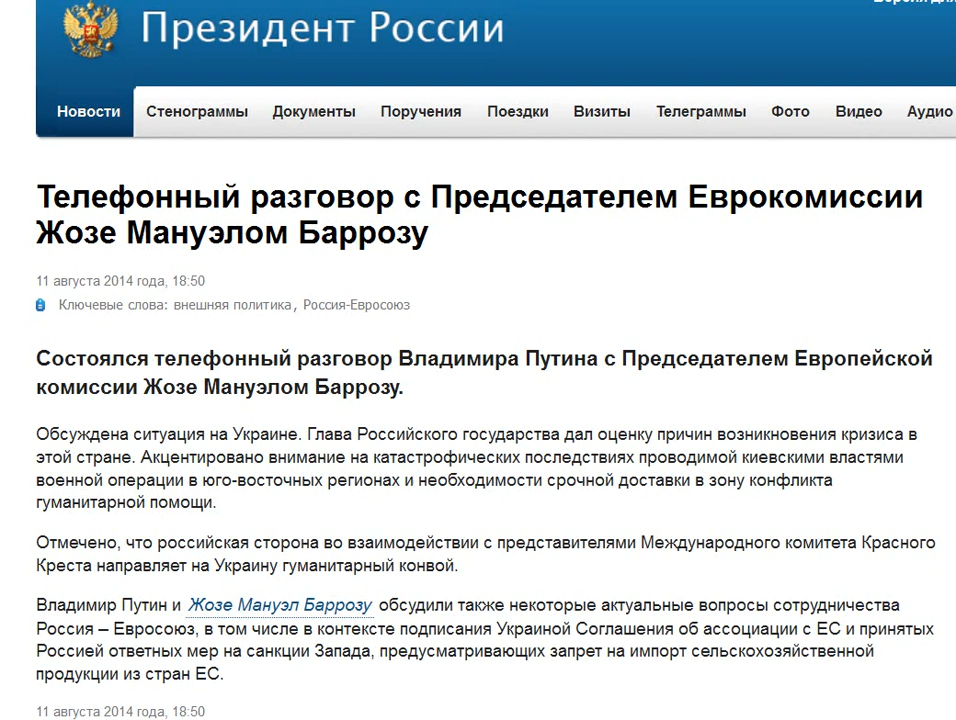 Президент России
Новости Стенограммы Документы Поручения Поездки Визиты Телеграммы Фото Видео Аудио
Телефонный разговор с Председателем Еврокомиссии
Жозе Мануэлом Баррозу
11 августа 2014 года, 18:50
Ключевые слова: внешняя политика, Россия-Евросоюз
Состоялся телефонный разговор Владимира Путина с Председателем Европейской
комиссии Жозе Мануэлом Баррозу.
Обсуждена ситуация на Украине. Глава Российского государства дал оценку причин возникновения кризиса в
этой стране. Акцентировано внимание на катастрофических последствиях проводимой киевскими властями
военной операции в юго-восточных регионах и необходимости срочной доставки в зону конфликта
гуманитарной помощи.
Отмечено, что российская сторона во взаимодействии с представителями Международного комитета Красного
Креста направляет на Украину гуманитарный конвой.
Владимир Путин и Жозе Мануэл Баррозу обсудили также некоторые актуальные вопросы сотрудничества
Россия – Евросоюз, в том числе в контексте подписания Украиной Соглашения об ассоциации с ЕС и принятых
Россией ответных мер на санкции Запада, предусматривающих запрет на импорт сельскохозяйственной
продукции из стран ЕС.
11 августа 2014 года, 18:50